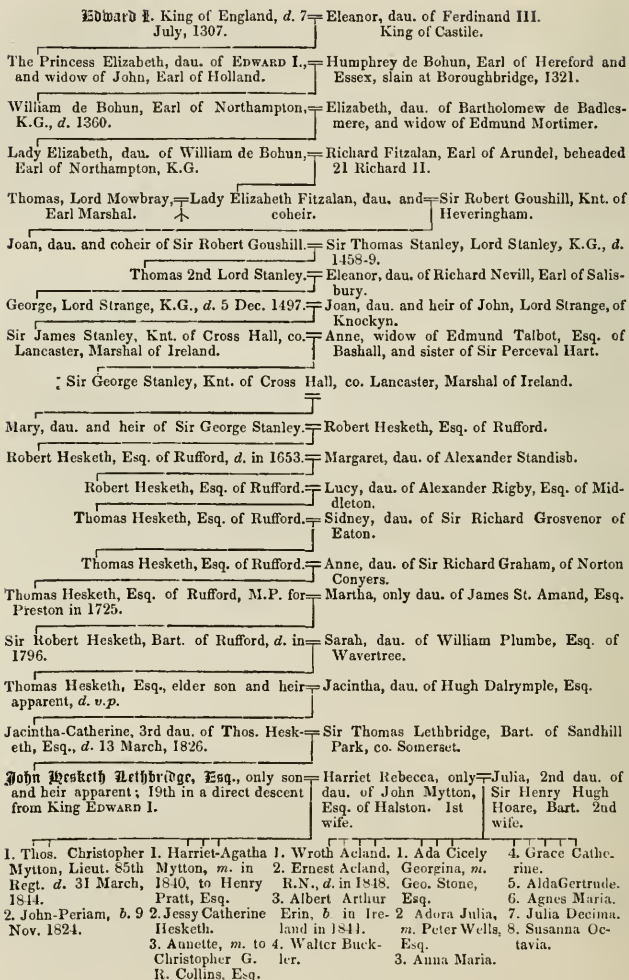 Edward I. King of England, d. 7 = Eleanor, dau. of Ferdinand III.
July, 1307. King of Castile.
The Princess Elizabeth, dau. of EDWARD I., = Humphrey de Bohun, Earl of Hereford and
and widow of John, Earl of Holland. Essex, slain at Boroughbridge, 1321.
William de Bohun, Earl of Northampton, = Elizabeth, dau. of Bartholomew de Badles-
K.G., d. 1360. mere, and widow of Edmund Mortimer.
Lady Elizabeth, dau. of William de Bohun, = Richard Fitzalan, Earl of Arundel, beheaded
Earl of Northampton, K.G. 21 Richard II.
Thomas, Lord Mowbray, = Lady Elizabeth Fitzalan, dau. and = Sir Robert Goushill, Knt. of
Earl Marshal. coheir. Heveringham.
Joan, dau. and coheir of Sir Robert Goushill. = Sir Thomas Stanley, Lord Stanley, K.G., d.
1458-9.
Thomas 2nd Lord Stanley. = Eleanor, dau. of Richard Nevill, Earl of Salis-
bury.
George, Lord Strange, K.G., d. 5 Dec. 1497. = Joan, dau. and heir of John, Lord Strange, of
Knockyn.
Sir James Stanley, Knt. of Cross Hall, co. = Anne, widow of Edmund Talbot, Esq. of
Lancaster, Marshal of Ireland. Bashall, and sister of Sir Perceval Hart.
Sir George Stanley, Knt. of Cross Hall, co. Lancaster, Marshal of Ireland.
=
Mary, dau. and heir of Sir George Stanley. = Robert Hesketh, Esq. of Rufford.
Robert Hesketh, Esq. of Rufford, d. in 1653. = Margaret, dau. of Alexander Standish.
Robert Hesketh, Esq. of Rufford. = Lucy, dau. of Alexander Rigby, Esq. of Mid-
dleton.
Thomas Hesketh, Esq. of Rufford. = Sidney, dau. of Sir Richard Grosvenor of
Eaton.
Thomas Hesketh, Esq. of Rufford. = Anne, dau. of Sir Richard Graham, of Norton
Conyers.
Thomas Hesketh, Esq. of Rufford, M.P. for = Martha, only dau. of James St. Amand, Esq.
Preston in 1725.
Sir Robert Hesketh, Bart. of Rufford, d. in = Sarah, dau. of William Plumbe, Esq. of
1796. Wavertree.
Thomas Hesketh, Esq., elder son and heir = Jacintha, dau. of Hugh Dalrymple, Esq.
apparent, d. v.p.
Jacintha-Catherine, 3rd dau. of Thos. Hesk- = Sir Thomas Lethbridge, Bart. of Sandhill
eth, Esq., d. 13 March, 1826. Park, co. Somerset.
John Hesketh Lethbridge, Esq., only son = Harriet Rebecca, only = Julia, 2nd dau. of
and heir apparent; 19th in a direct descent dau. of John Mytton, Sir Henry Hugh
from King EDWARD I. Esq. of Halston. 1st Hoare, Bart. 2nd
wife. wife.
1. Thos. Christopher
Mytton, Lieut. 85th
Regt. d. 31 March,
1844.
2. John-Periam, b. 9
Nov. 1824.
1. Harriet-Agatha
Mytton, m. in
1840, to Henry
Pratt, Esq.
2. Jessy Catherine
Hesketh.
3. Annette, m. to
Christopher G.
R. Collins, Esq.
1. Wroth Acland.
2. Ernest Acland,
R.N., d. in 1848.
3. Albert Arthur
Erin, b. in Ire-
land in 1841.
4. Walter Buck-
ler.
1. Ada Cicely
Georgina, m.
Geo. Stone,
Esq.
2 Adora Julia,
m. Peter Wells,
Esq.
3. Anna Maria.
4. Grace Cathe-
rine.
5. AldaGertrude.
6. Agnes Maria.
7. Julia Decima.
8. Susanna Oc-
tavia.